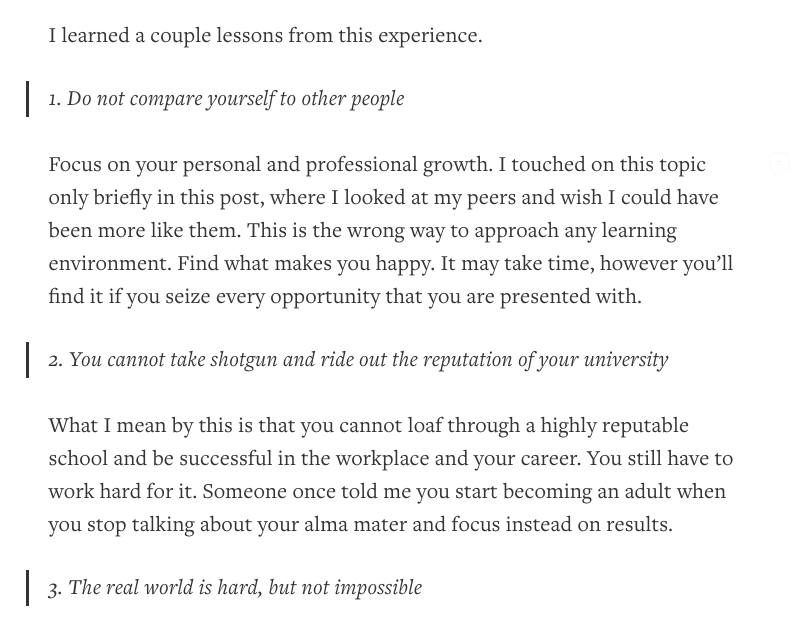 I learned a couple lessons from this experience.
1. Do not compare yourself to other people
Focus on your personal and professional growth. I touched on this topic
only briefly in this post, where I looked at my peers and wish I could have
been more like them. This is the wrong way to approach any learning
environment. Find what makes you happy. It may take time, however you’ll
find it if you seize every opportunity that you are presented with.
2. You cannot take shotgun and ride out the reputation of your university
What I mean by this is that you cannot loaf through a highly reputable
school and be successful in the workplace and your career. You still have to
work hard for it. Someone once told me you start becoming an adult when
you stop talking about your alma mater and focus instead on results.
3. The real world is hard, but not impossible